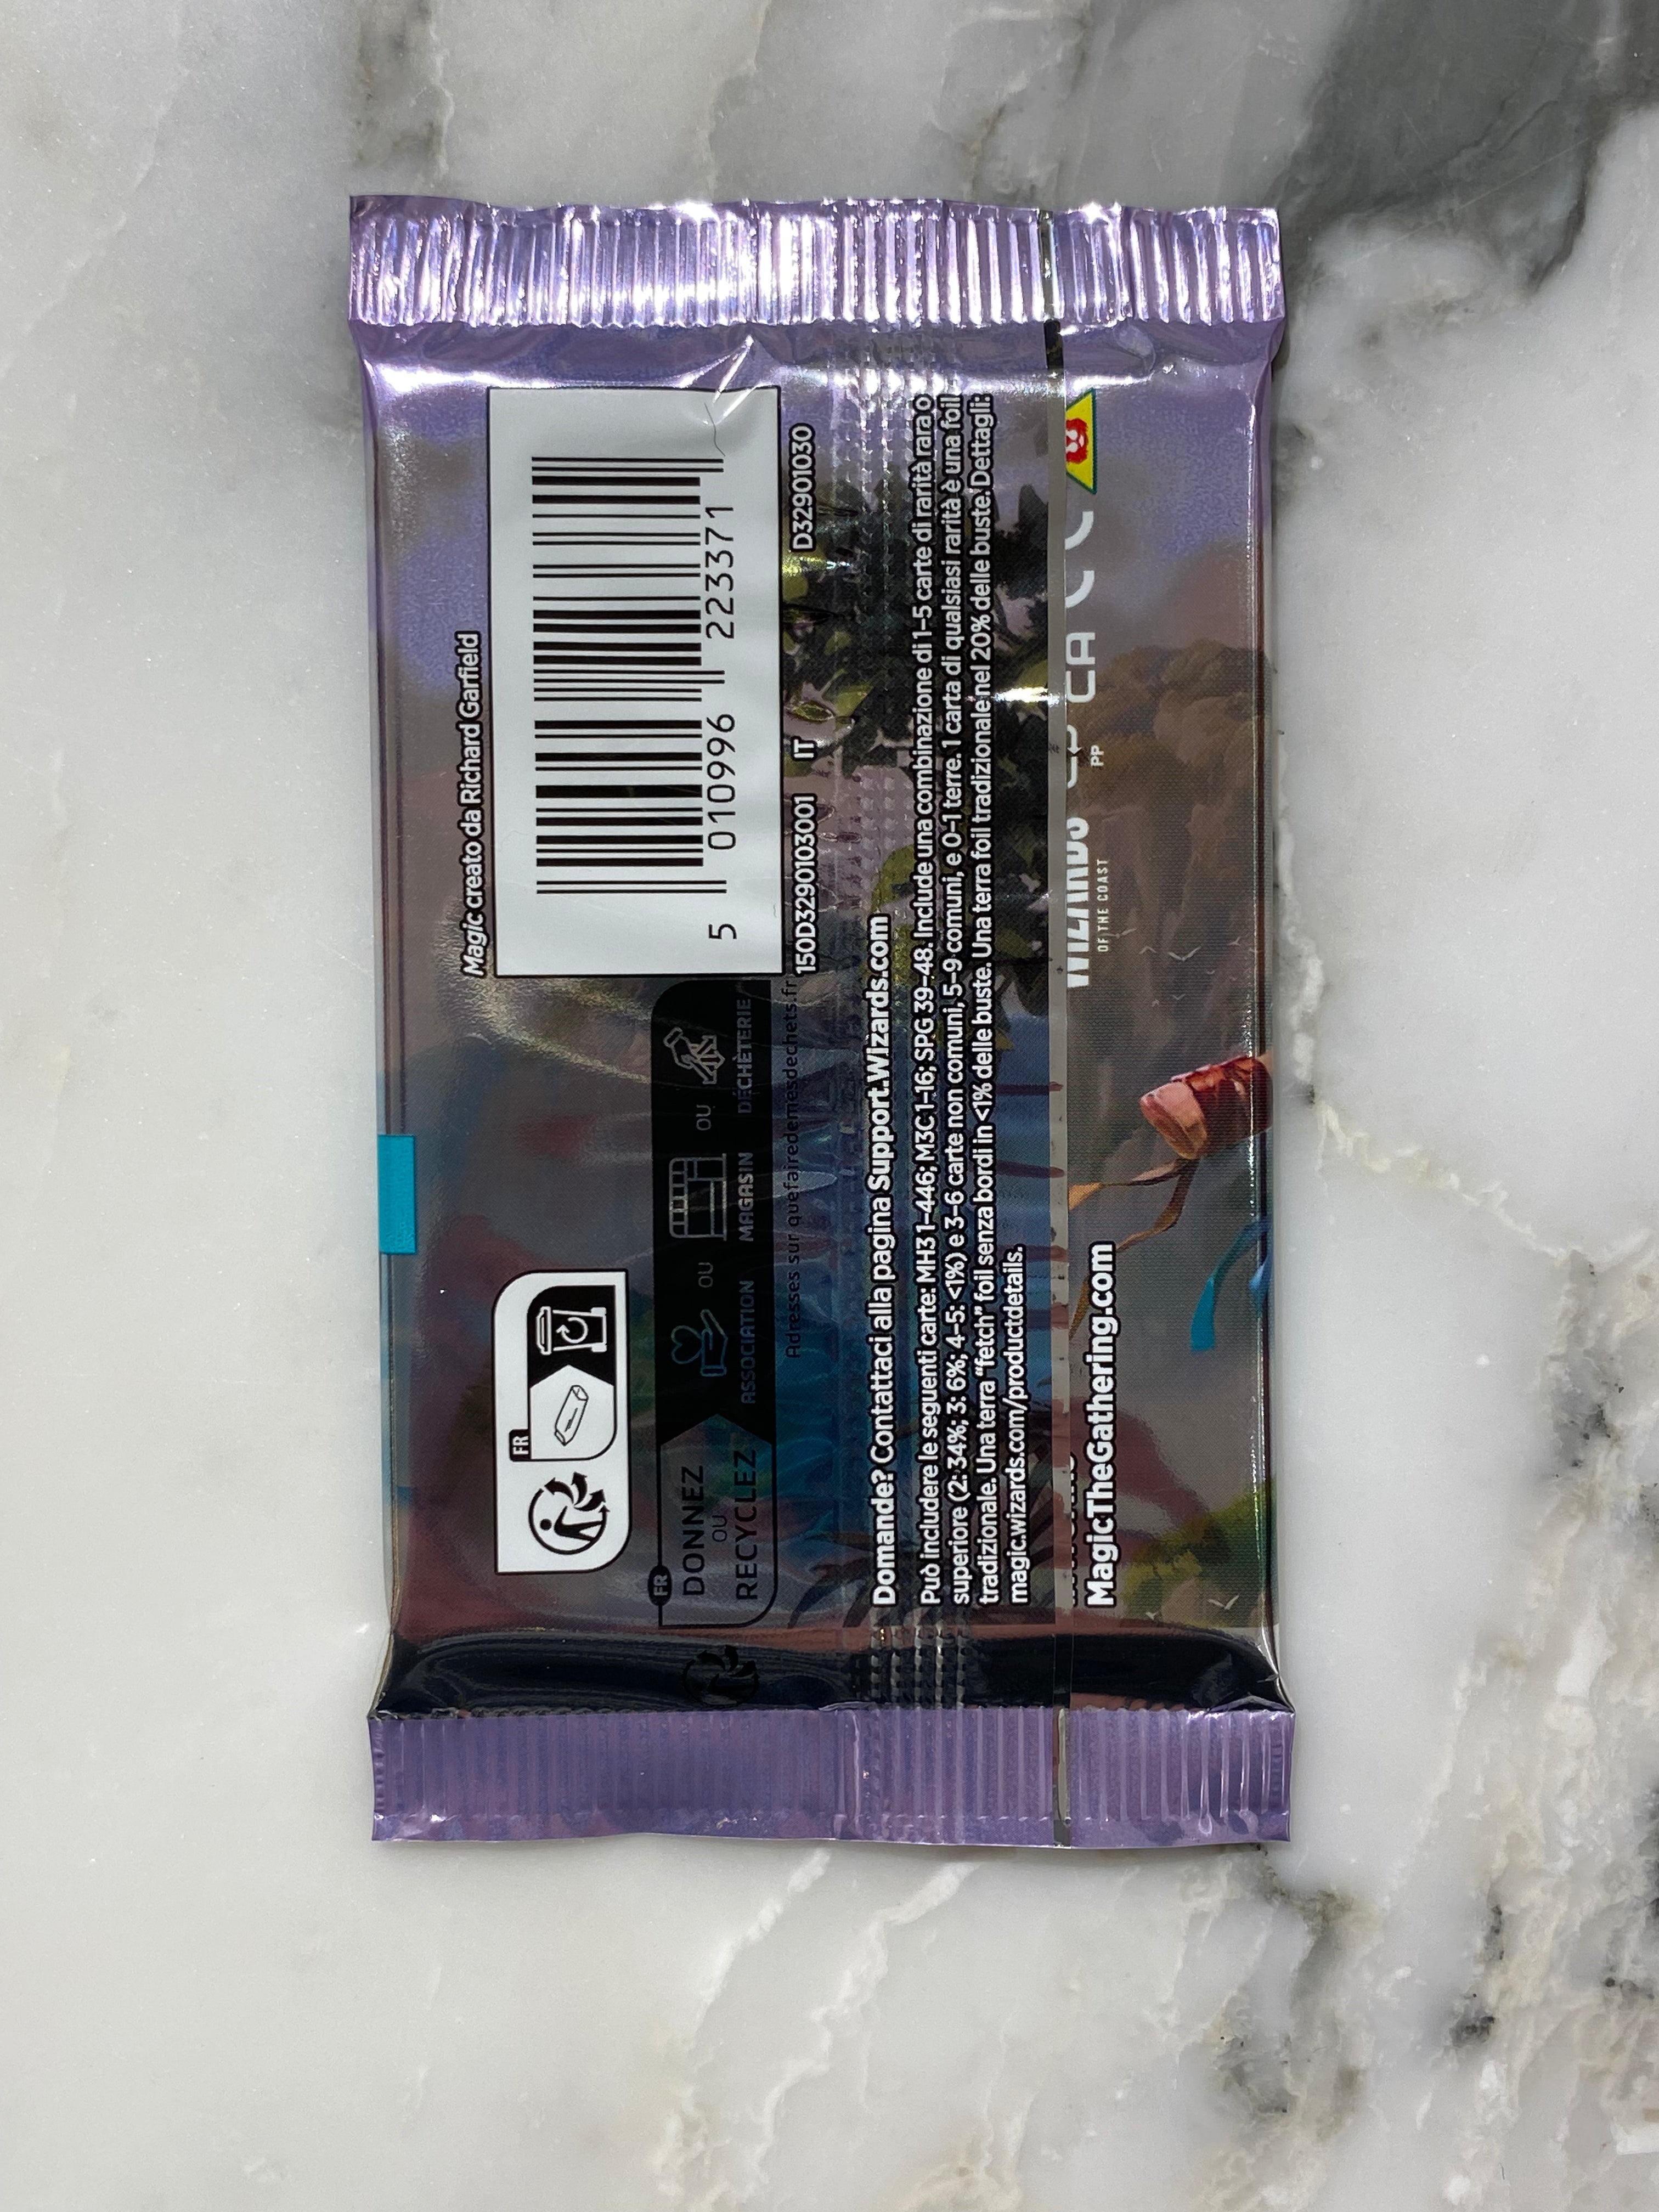 Magic creato da Richard Garfield
5 010996 223371
150D3290103001 IT D32901030
FR
FR
DONNEZ
OU
RECYCLEZ
ASSOCIATION
OU
MAGASIN
OU
DÉCHÈTERIE
Adresses sur quefairedemesdechets.fr
Domande? Contattaci alla pagina Support.Wizards.com
Può includere le seguenti carte: MH3 1–446; M3C 1–16; SPG 39–48. Include una combinazione di 1–5 carte di rarità rara o
superiore (2: 34%; 3: 6%; 4–5: <1%) e 3–6 carte non comuni, 5–9 comuni, e 0–1 terre. 1 carta di qualsiasi rarità è una foil
tradizionale. Una terra "fetch" foil senza bordi in <1% delle buste. Una terra foil tradizionale nel 20% delle buste. Dettagli:
magic.wizards.com/productdetails.
WIZARDS
OF THE COAST
PP
MagicTheGathering.com